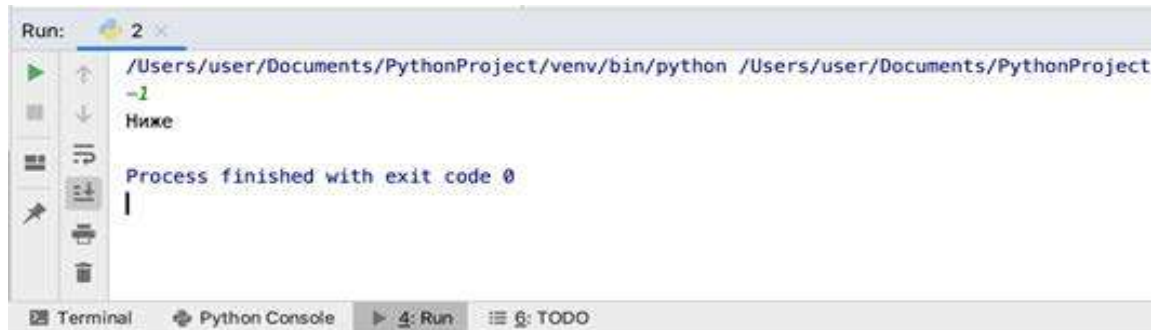 Run: 2
/Users/user/Documents/PythonProject/venv/bin/python /Users/user/Documents/PythonProject
-1
Ниже
Process finished with exit code 0
Terminal Python Console 4: Run 6: TODO